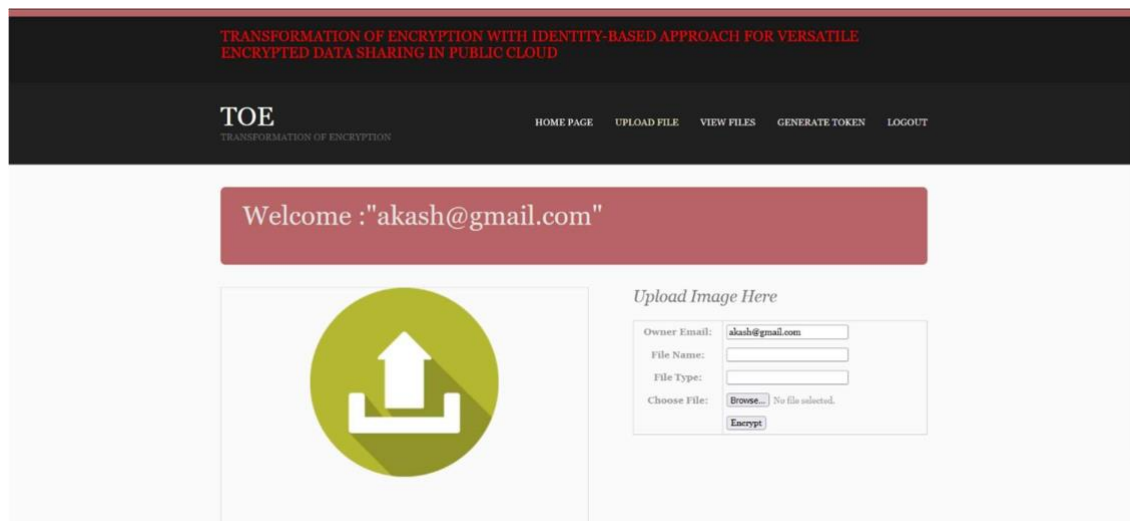 TRANSFORMATION OF ENCRYPTION WITH IDENTITY-BASED APPROACH FOR VERSATILE
ENCRYPTED DATA SHARING IN PUBLIC CLOUD
TOE
TRANSFORMATION OF ENCRYPTION
HOME PAGE UPLOAD FILE VIEW FILES GENERATE TOKEN LOGOUT
Welcome :"akash@gmail.com"
Upload Image Here
Owner Email: akash@gmail.com
File Name:
File Type:
Choose File: Browse... No file selected.
Encrypt